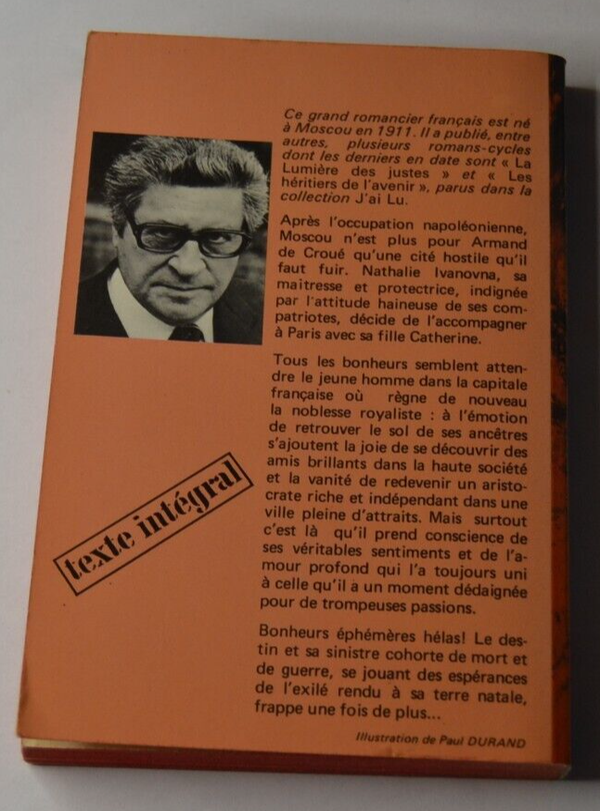 Ce grand romancier français est né
à Moscou en 1911. Il a publié, entre
autres, plusieurs romans-cycles
dont les derniers en date sont « La
Lumière des justes » et « Les
héritiers de l'avenir », parus dans la
collection J'ai Lu.
Après l'occupation napoléonienne,
Moscou n'est plus pour Armand
de Croué qu'une cité hostile qu'il
faut fuir. Nathalie Ivanovna, sa
maîtresse et protectrice, indignée
par l'attitude haineuse de ses com-
patriotes, décide de l'accompagner
à Paris avec sa fille Catherine.
Tous les bonheurs semblent atten-
dre le jeune homme dans la capitale
française où règne de nouveau
la noblesse royaliste : à l'émotion
de retrouver le sol de ses ancêtres
s'ajoutent la joie de se découvrir des
amis brillants dans la haute société
et la vanité de redevenir un aristo-
crate riche et indépendant dans une
ville pleine d'attraits. Mais surtout
c'est là qu'il prend conscience de
ses véritables sentiments et de l'a-
mour profond qui l'a toujours uni
à celle qu'il a un moment dédaignée
pour de trompeuses passions.
Bonheurs éphémères hélas! Le des-
tin et sa sinistre cohorte de mort et
de guerre, se jouant des espérances
de l'exilé rendu à sa terre natale,
frappe une fois de plus...
Illustration de Paul DURAND
texte intégral